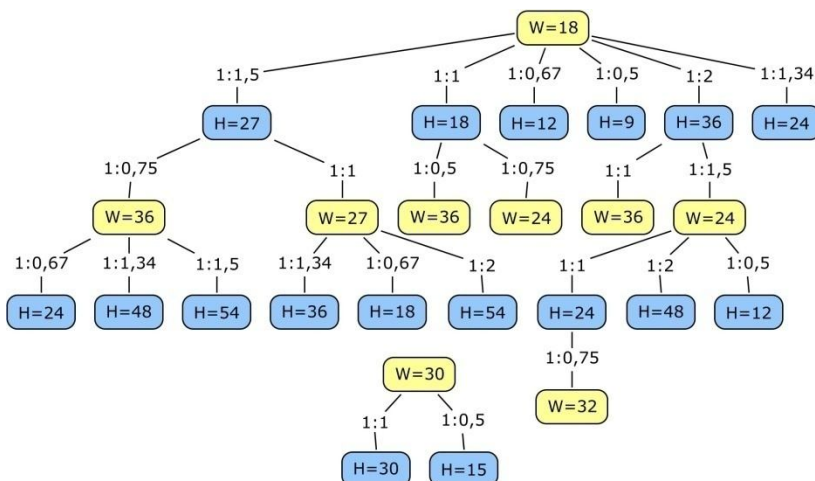 W=18
1:1,5 1:1 1:0,67 1:0,5 1:2 1:1,34
H=27 H=18 H=12 H=9 H=36 H=24
1:0,75 1:1 1:0,5 1:0,75 1:1 1:1,5
W=36 W=27 W=36 W=24 W=36 W=24
1:0,67 1:1,34 1:1,5 1:1,34 1:0,67 1:2 1:1 1:2 1:0,5
H=24 H=48 H=54 H=36 H=18 H=54 H=24 H=48 H=12
1:0,75
W=30
W=32
1:1 1:0,5
H=30 H=15